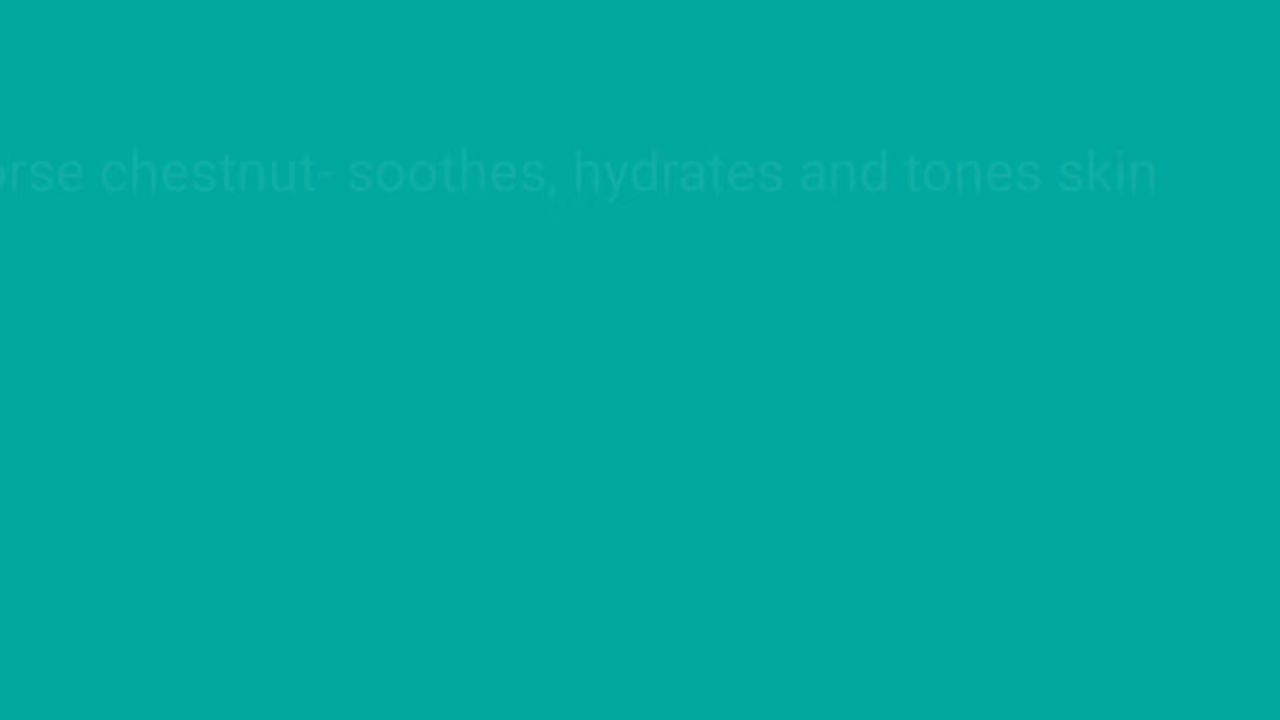 orse chestnut- soothes, hydrates and tones skin